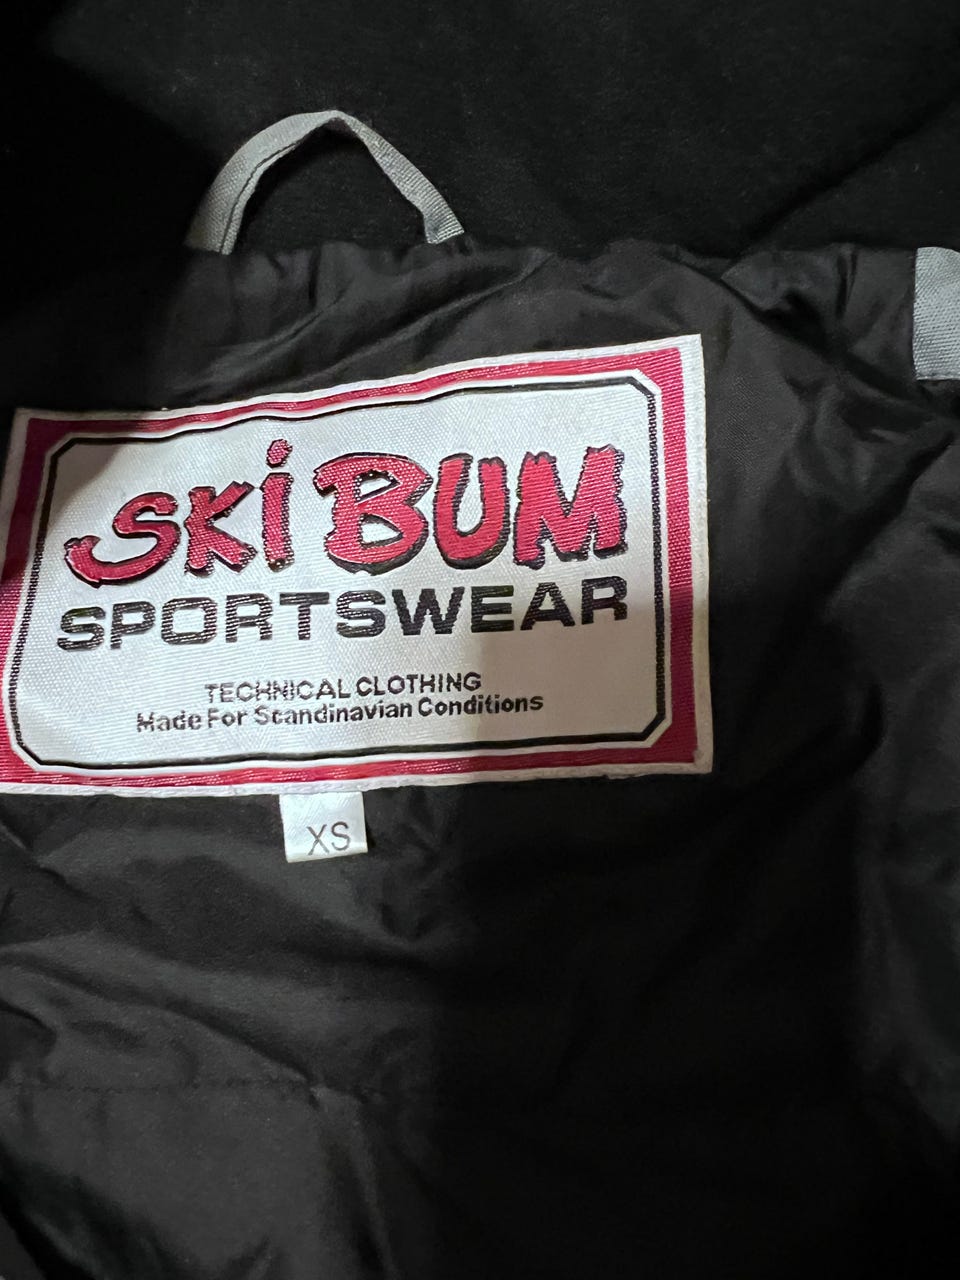 SKi BUM
SPORTSWEAR
TECHNICAL CLOTHING
Made For Scandinavian Conditions
XS